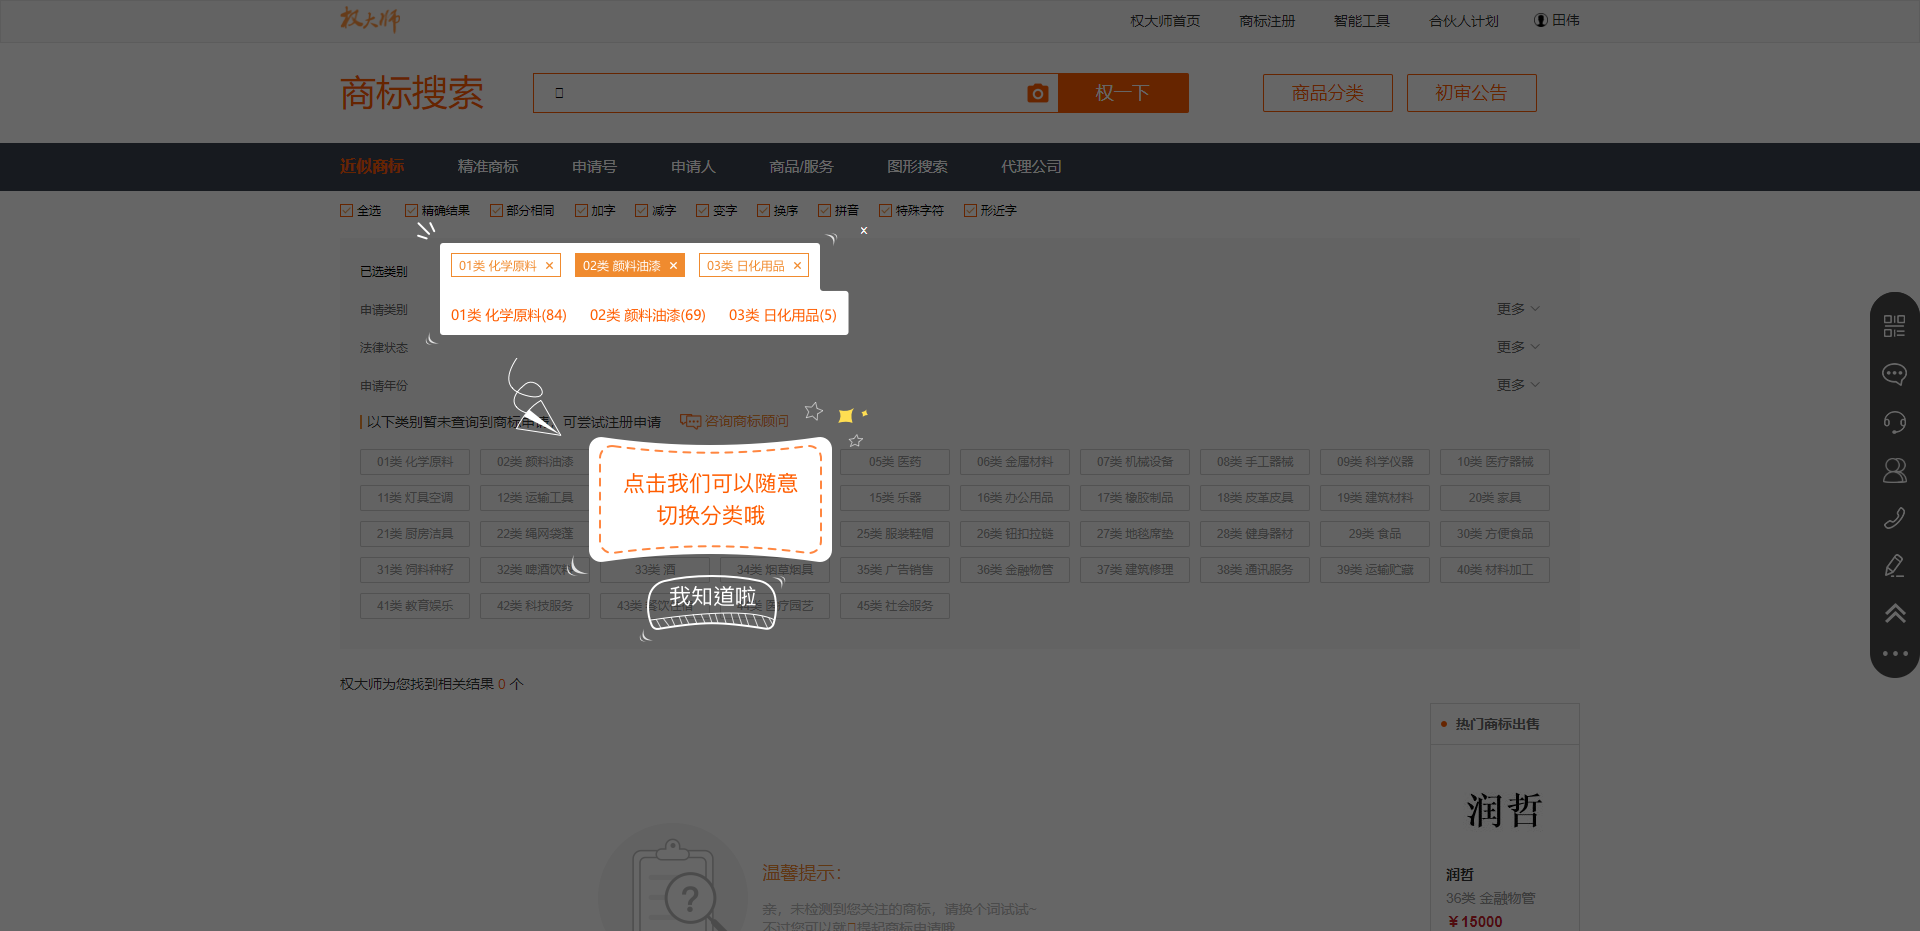 权大师
权大师首页 商标注册 智能工具 合伙人计划 田伟
商标搜索 权一下 商品分类 初审公告
近似商标 精准商标 申请号 申请人 商品/服务 图形搜索 代理公司
全选 精确结果 部分相同 加字 减字 变字 换序 拼音 特殊字符 形近字
x
已选类别 01类 化学原料 × 02类 颜料油漆 × 03类 日化用品 ×
申请类别 01类 化学原料(84) 02类 颜料油漆(69) 03类 日化用品(5) 更多
法律状态 更多
申请年份 更多
以下类别暂未查询到商标申请，可尝试注册申请 咨询商标顾问
01类 化学原料 02类 颜料油漆 05类 医药 06类 金属材料 07类 机械设备 08类 手工器械 09类 科学仪器 10类 医疗器械
点击我们可以随意
11类 灯具空调 12类 运输工具 15类 乐器 16类 办公用品 17类 橡胶制品 18类 皮革皮具 19类 建筑材料 20类 家具
切换分类哦
21类 厨房洁具 22类 绳网袋篷 25类 服装鞋帽 26类 钮扣拉链 27类 地毯席垫 28类 健身器材 29类 食品 30类 方便食品
31类 饲料种籽 32类 啤酒饮料 33类 酒 34类 烟草烟具 35类 广告销售 36类 金融物管 37类 建筑修理 38类 通讯服务 39类 运输贮藏 40类 材料加工
我知道啦
41类 教育娱乐 42类 科技服务 43类 餐饮住宿 医疗园艺 45类 社会服务
权大师为您找到相关结果 0 个
热门商标出售
润哲
润哲
36类 金融物管
￥15000
温馨提示：
亲，未检测到您关注的商标，请换个词试试~
不过您可以就▯提起商标申请哦